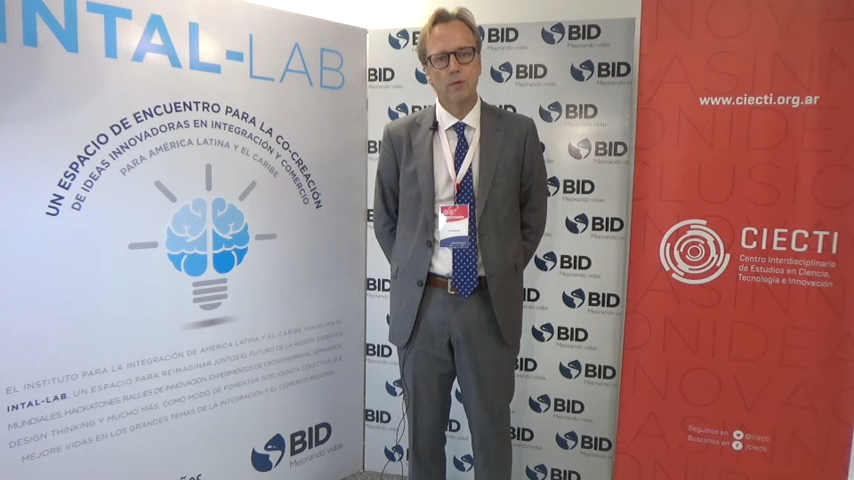 INTAL-LAB
UN ESPACIO DE ENCUENTRO PARA LA CO-CREACIÓN
DE IDEAS INNOVADORAS EN INTEGRACIÓN Y COMERCIO
PARA AMÉRICA LATINA Y EL CARIBE
EL INSTITUTO PARA LA INTEGRACIÓN DE AMÉRICA LATINA Y EL CARIBE INAUGURA EL
INTAL-LAB, UN ESPACIO PARA REIMAGINAR JUNTOS EL FUTURO DE LA REGIÓN. EXPERTOS
MUNDIALES, HACKATONES, RALLIES DE INNOVACIÓN, EXPERIMENTOS DE CROWDWORKING, SEMINARIOS,
DESIGN THINKING Y MUCHO MÁS, COMO MODO DE FOMENTAR INTELIGENCIA COLECTIVA QUE
MEJORE VIDAS EN LOS GRANDES TEMAS DE LA INTEGRACIÓN Y EL COMERCIO REGIONAL.
BID
Mejorando vidas
BID
Mejorando vidas
www.ciecti.org.ar
CIECTI
Centro Interdisciplinario
de Estudios en Ciencia,
Tecnología e Innovación
Seguinos en
Buscanos en /ciecti